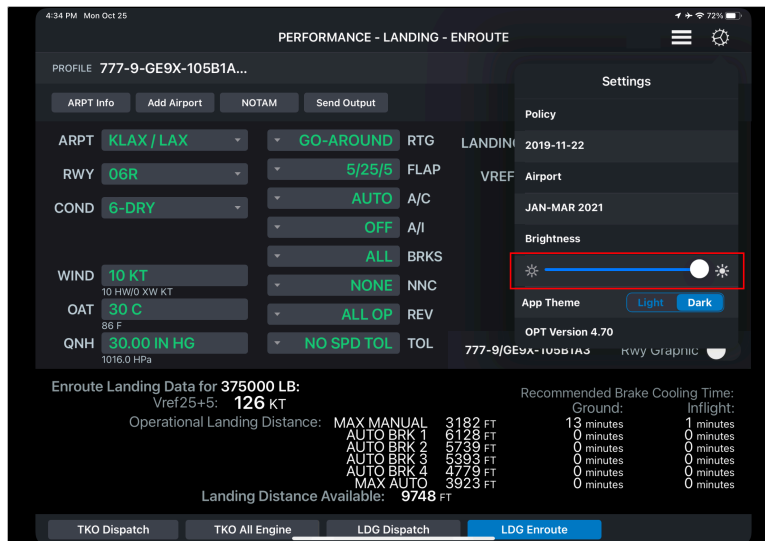 4:34 PM Mon Oct 25
72%
PERFORMANCE - LANDING - ENROUTE
PROFILE 777-9-GE9X-105B1A...
ARPT Info Add Airport NOTAM Send Output
ARPT KLAX / LAX GO-AROUND RTG
RWY 06R 5/25/5 FLAP
COND 6-DRY AUTO A/C
OFF A/I
ALL BRKS
WIND 10 KT NONE NNC
10 HW/0 XW KT
OAT 30 C ALL OP REV
86 F
QNH 30.00 IN HG NO SPD TOL TOL
1016.0 HPa
LANDIN
VREF
Settings
Policy
2019-11-22
Airport
JAN-MAR 2021
Brightness
App Theme Light Dark
OPT Version 4.70
777-9/GE9X-105B1A3 Rwy Graphic
Enroute Landing Data for 375000 LB:
Vref25+5: 126 KT
Operational Landing Distance: MAX MANUAL 3182 FT
AUTO BRK 1 6128 FT
AUTO BRK 2 5739 FT
AUTO BRK 3 5393 FT
AUTO BRK 4 4779 FT
MAX AUTO 3923 FT
Landing Distance Available: 9748 FT
Recommended Brake Cooling Time:
Ground: Inflight:
13 minutes 1 minutes
0 minutes 0 minutes
0 minutes 0 minutes
0 minutes 0 minutes
0 minutes 0 minutes
0 minutes 0 minutes
TKO Dispatch TKO All Engine LDG Dispatch LDG Enroute